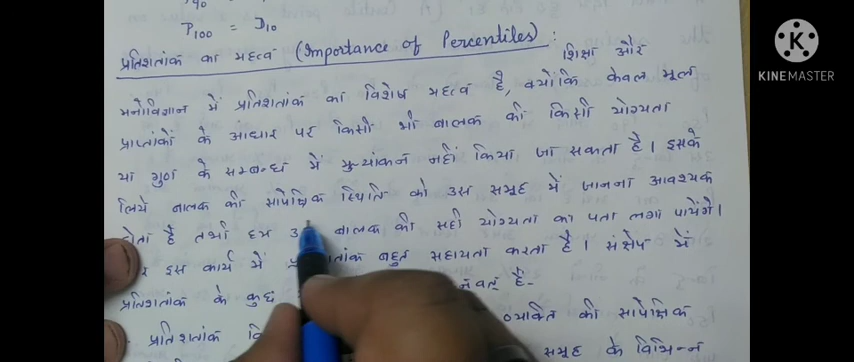 P₉₀
P₁₀₀ = D₁₀
प्रतिशतांक का महत्व (Importance of Percentiles) : शिक्षा और
मनोविज्ञान में प्रतिशतांक का विशेष महत्व है, क्योंकि केवल मूल
प्राप्तांकों के आधार पर किसी भी बालक की किसी योग्यता
या गुण के सम्बन्ध में मुल्यांकन नहीं किया जा सकता है। इसके
लिये बालक की सापेक्षिक स्थिति को उस समूह में जानना आवश्यक
होता है तभी हम बालक की सही योग्यता का पता लगा पायेंगे।
इस कार्य में बहुत सहायता करता है। संक्षेप में
प्रतिशतांक के कुछ है-
प्रतिशतांक व्यक्ति की सापेक्षिक
समूह के विभिन्न
KINEMASTER